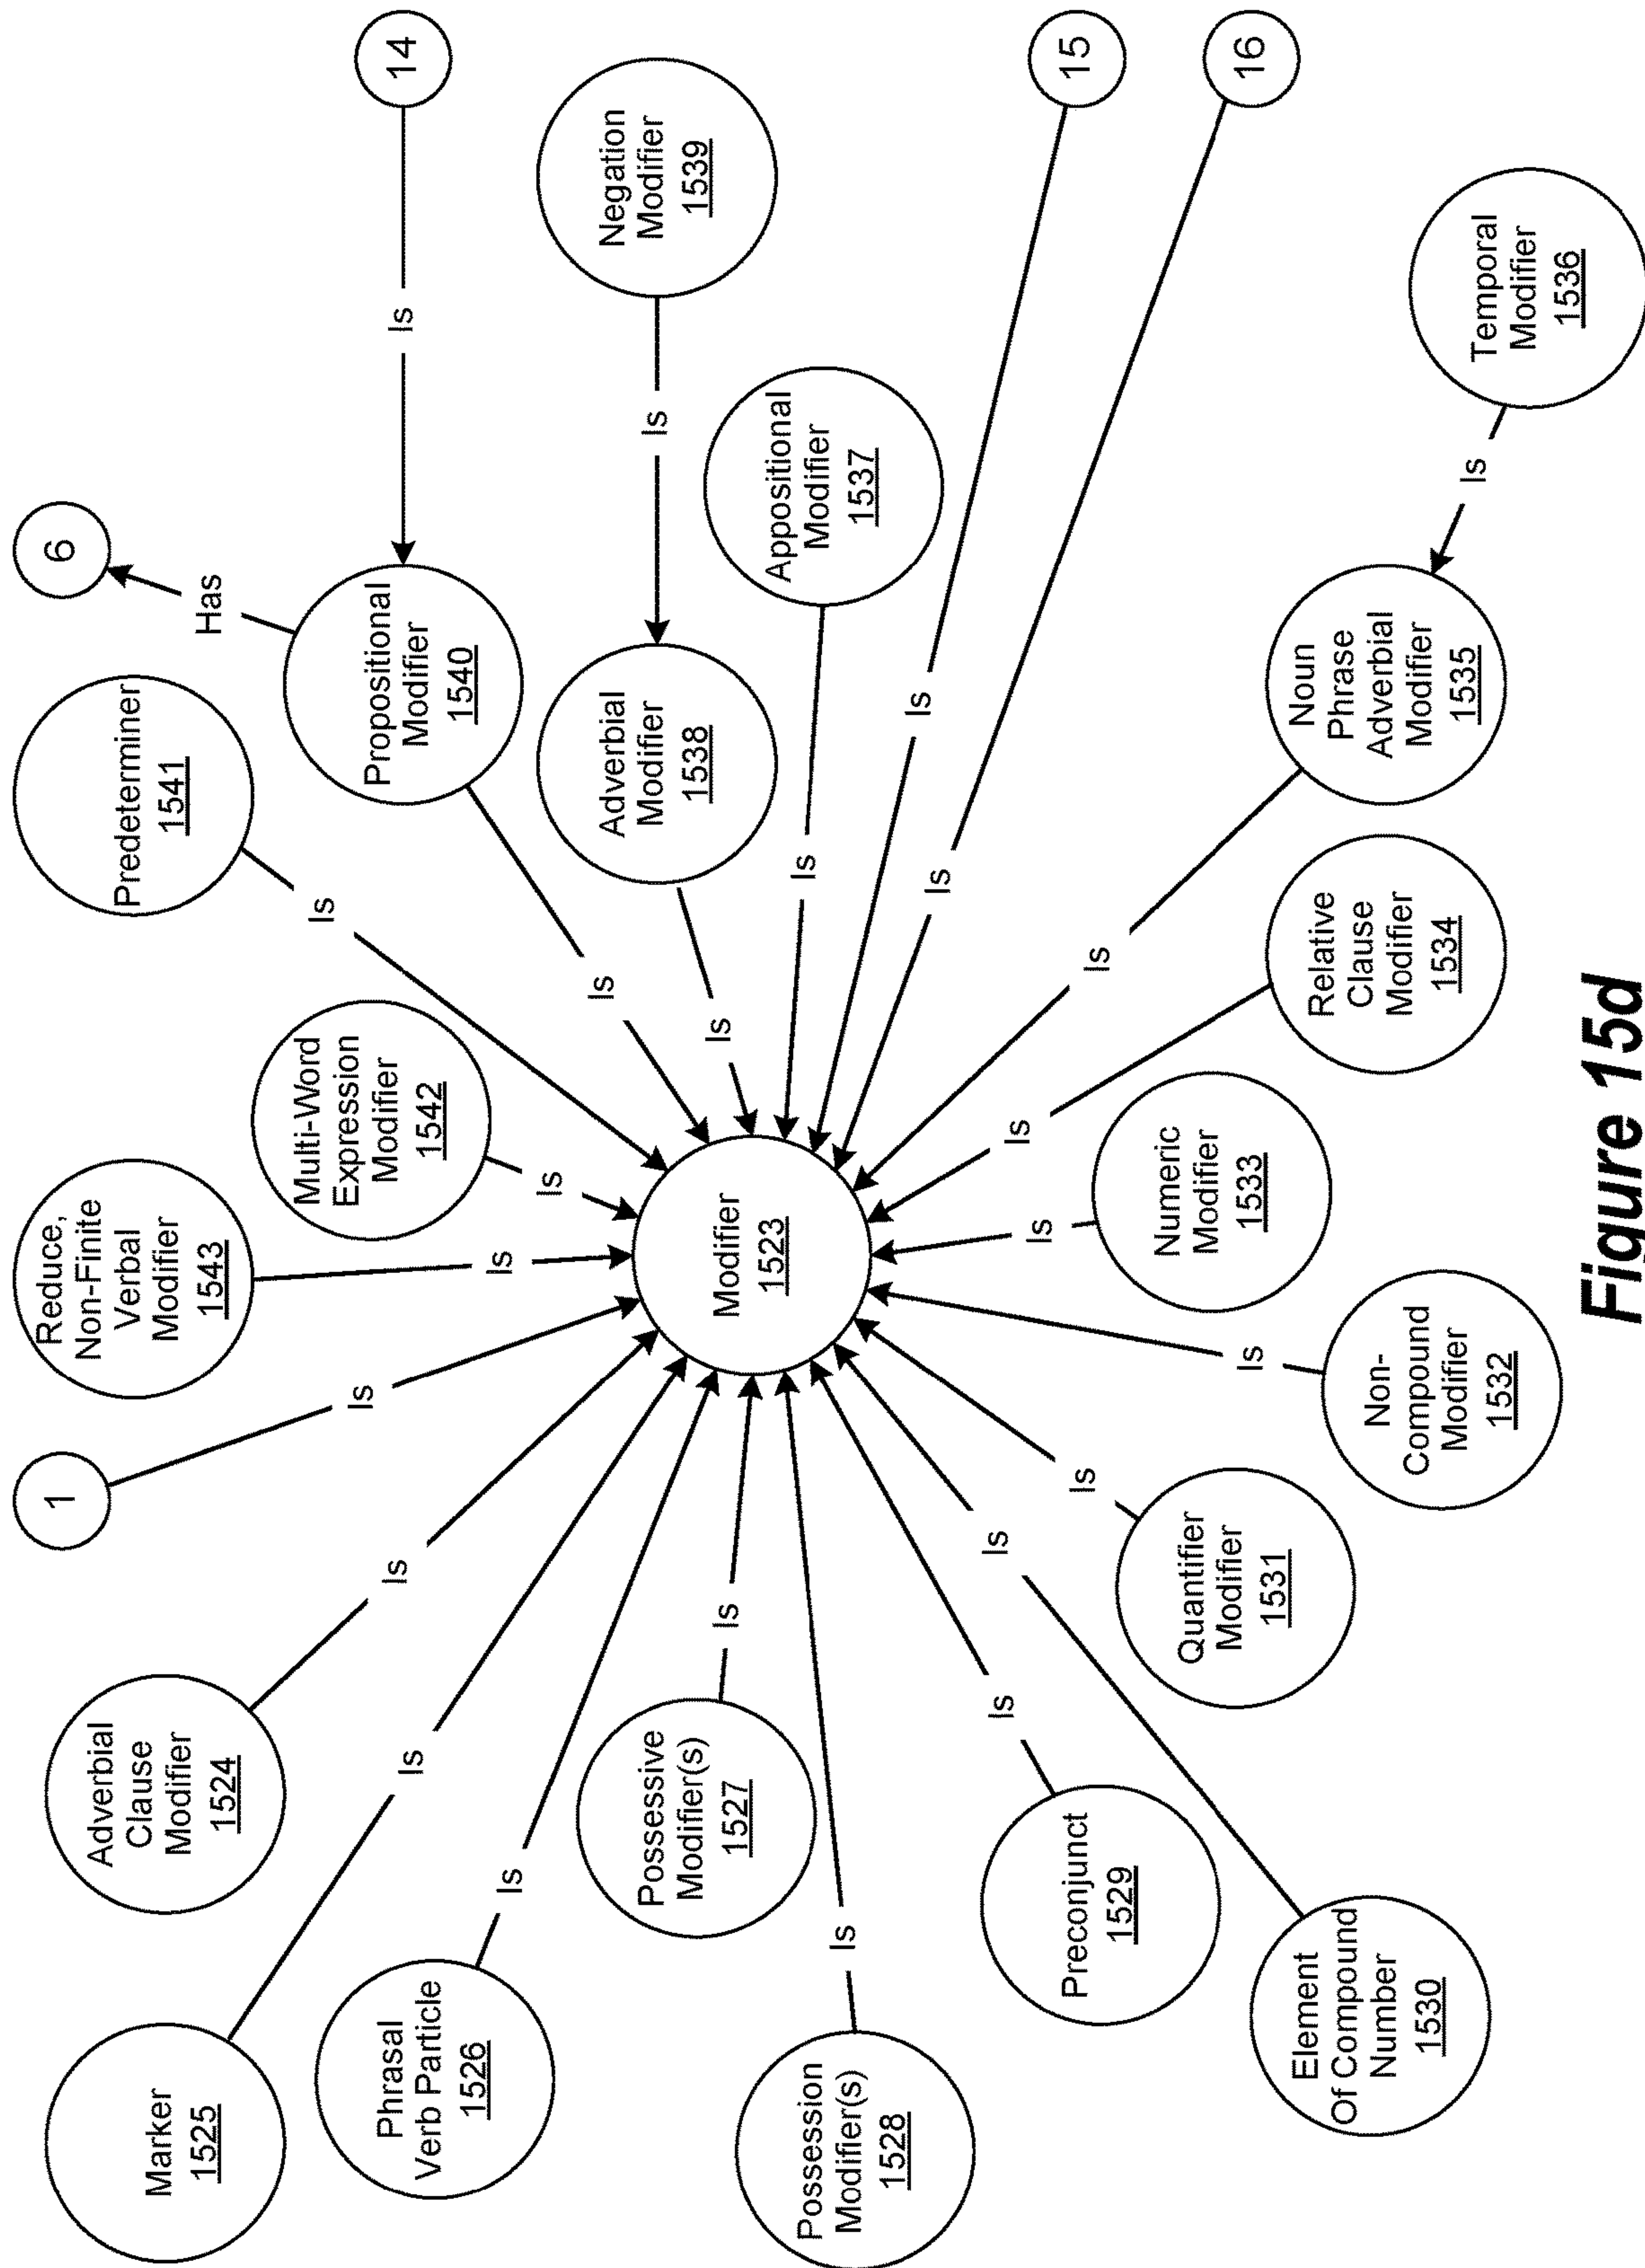 1
Is
Reduce,
Non-Finite
Verbal
Modifier
1543
Is
Multi-Word
Expression
Modifier
1542
Is
Predeterminer
1541
Is
6
Has
Propositional
Modifier
1540
Is
14
Is
Adverbial
Modifier
1538
Is
Negation
Modifier
1539
Is
Appositional
Modifier
1537
Is
15
Is
16
Is
Noun
Phrase
Adverbial
Modifier
1535
Is
Temporal
Modifier
1536
Is
Relative
Clause
Modifier
1534
Is
Numeric
Modifier
1533
Is
Non-
Compound
Modifier
1532
Is
Quantifier
Modifier
1531
Is
Element
Of Compound
Number
1530
Is
Preconjunct
1529
Is
Possession
Modifier(s)
1528
Is
Possessive
Modifier(s)
1527
Is
Phrasal
Verb Particle
1526
Is
Marker
1525
Is
Adverbial
Clause
Modifier
1524
Is
Modifier
1523
Figure 15d